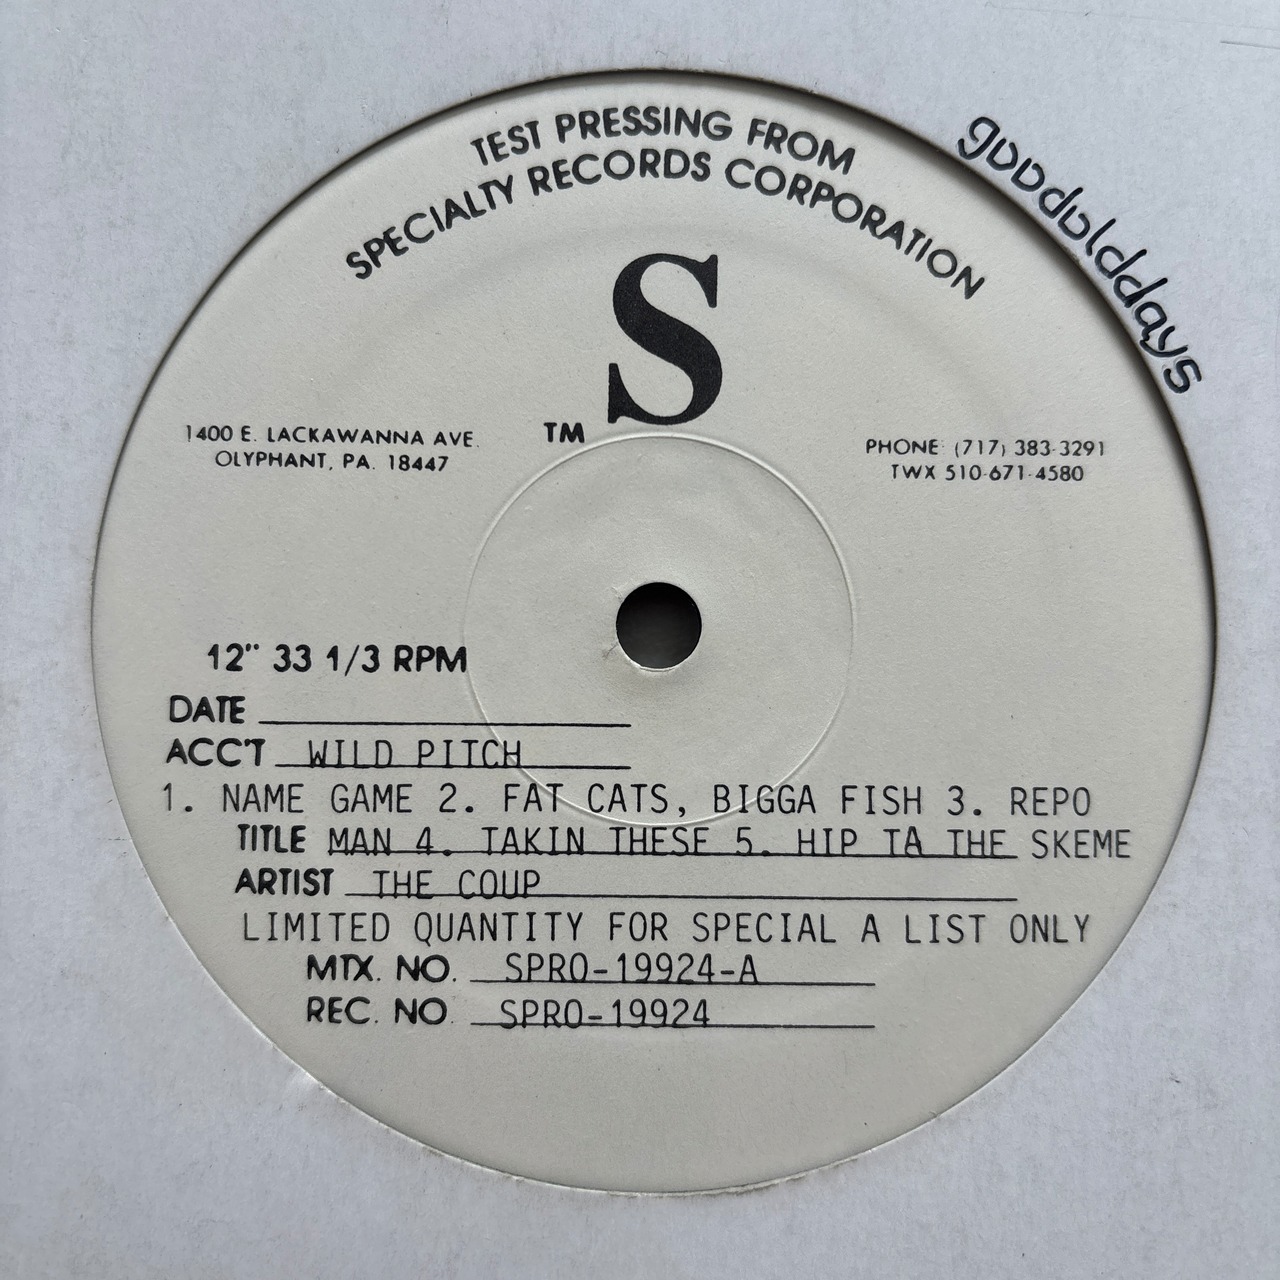 TEST PRESSING FROM
SPECIALTY RECORDS CORPORATION
gooddolddays
S
TM
1400 E. LACKAWANNA AVE.
OLYPHANT, PA. 18447
PHONE (717) 383-3291
TWX 510-671-4580
12" 33 1/3 RPM
DATE
ACC'T WILD PITCH
1. NAME GAME 2. FAT CATS, BIGGA FISH 3. REPO
TITLE MAN 4. TAKIN THESE 5. HIP TA THE SKEME
ARTIST THE COUP
LIMITED QUANTITY FOR SPECIAL A LIST ONLY
MTX. NO. SPRO-19924-A
REC. NO. SPRO-19924